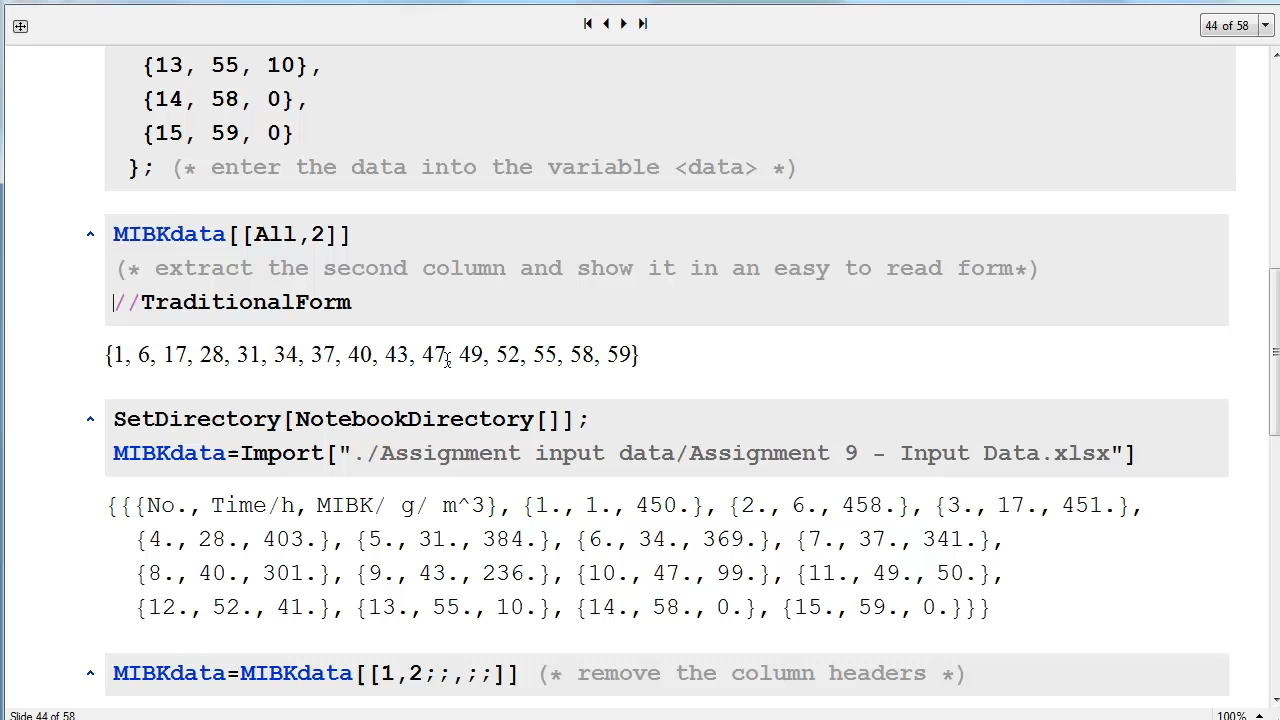 44 of 58
{13, 55, 10},
{14, 58, 0},
{15, 59, 0}
}; (* enter the data into the variable <data> *)
MIBKdata[[All,2]]
(* extract the second column and show it in an easy to read form*)
//TraditionalForm
{1, 6, 17, 28, 31, 34, 37, 40, 43, 47, 49, 52, 55, 58, 59}
SetDirectory[NotebookDirectory[]];
MIBKdata=Import["./Assignment input data/Assignment 9 - Input Data.xlsx"]
{{{No., Time/h, MIBK/ g/ m^3}, {1., 1., 450.}, {2., 6., 458.}, {3., 17., 451.},
{4., 28., 403.}, {5., 31., 384.}, {6., 34., 369.}, {7., 37., 341.},
{8., 40., 301.}, {9., 43., 236.}, {10., 47., 99.}, {11., 49., 50.},
{12., 52., 41.}, {13., 55., 10.}, {14., 58., 0.}, {15., 59., 0.}}}
MIBKdata=MIBKdata[[1,2;;,;;]] (* remove the column headers *)
Slide 44 of 58
100%